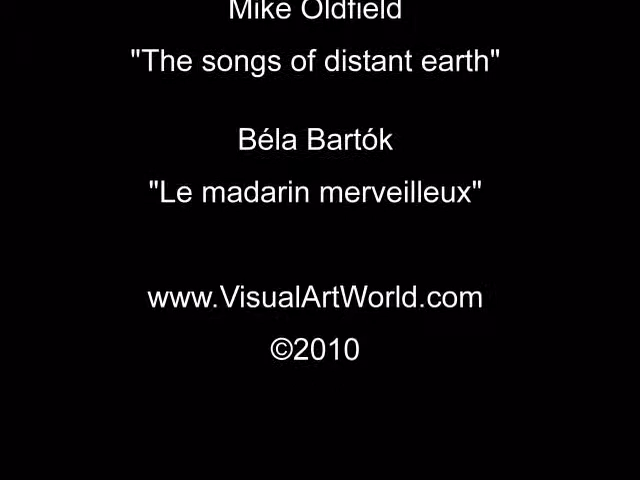 Mike Oldfield
"The songs of distant earth"
Béla Bartók
"Le madarin merveilleux"
www.VisualArtWorld.com
©2010